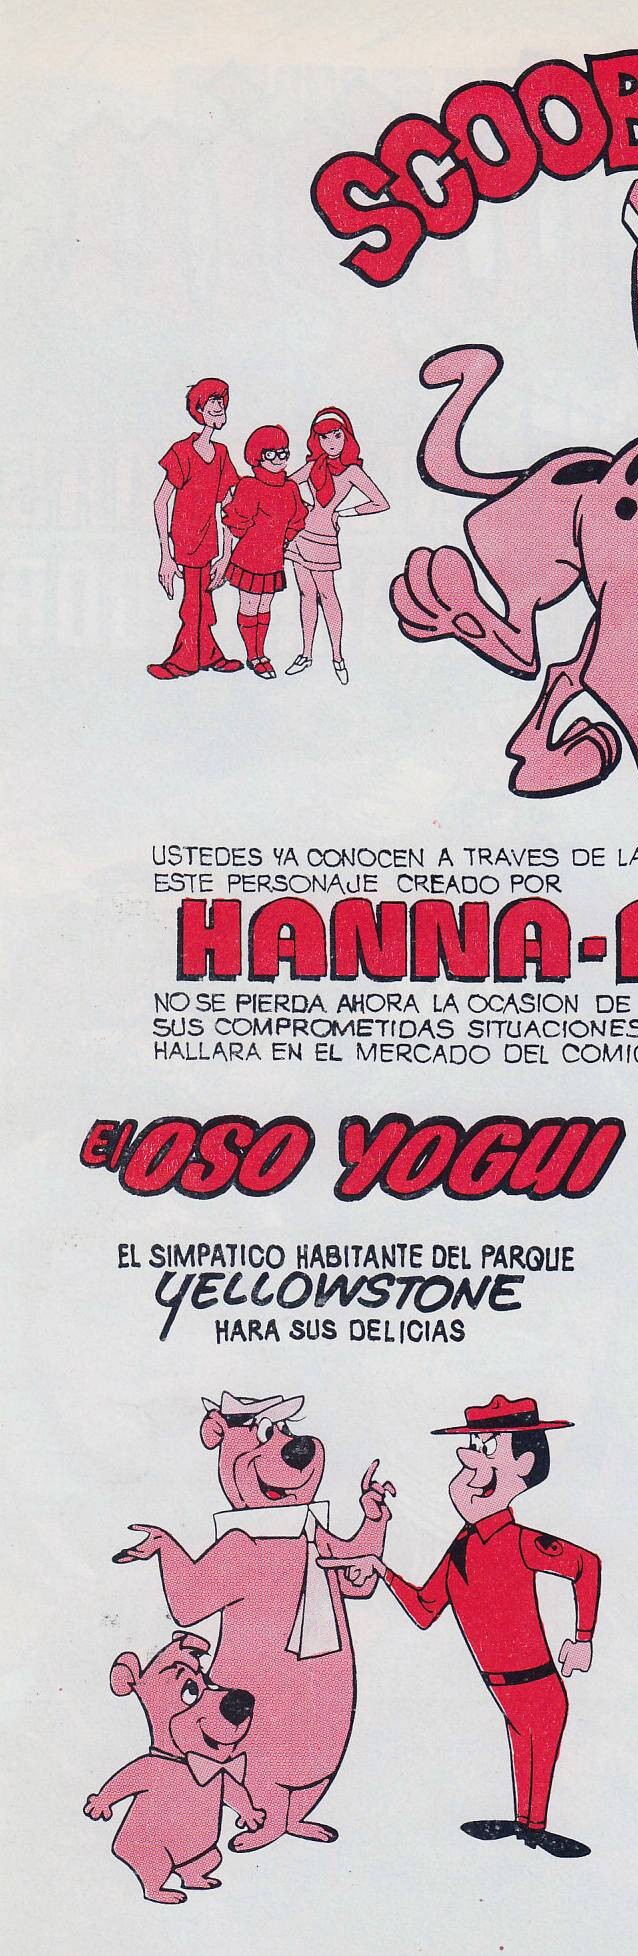 SCOOB
USTEDES YA CONOCEN A TRAVES DE LA
ESTE PERSONAJE CREADO POR
HANNA-
NO SE PIERDA AHORA LA OCASION DE
SUS COMPROMETIDAS SITUACIONES
HALLARA EN EL MERCADO DEL COMIC
El OSO YOGUI
EL SIMPATICO HABITANTE DEL PARQUE
YELLOWSTONE
HARA SUS DELICIAS